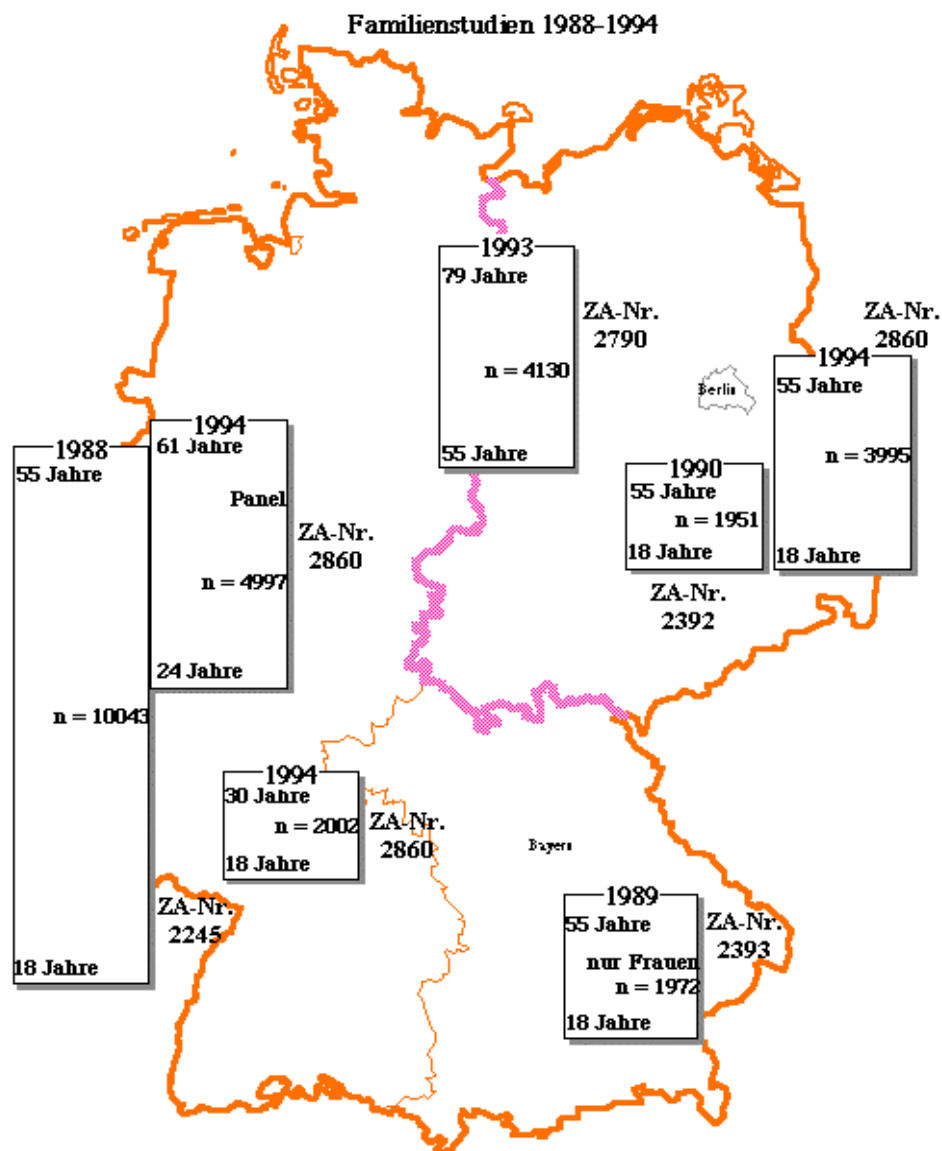 Familienstudien 1988-1994
1993
79 Jahre
n = 4130
55 Jahre
ZA-Nr.
2790
ZA-Nr.
2860
1994
55 Jahre
n = 3995
18 Jahre
Berlin
1990
55 Jahre
n = 1951
18 Jahre
ZA-Nr.
2392
1988
55 Jahre
n = 10043
18 Jahre
ZA-Nr.
2245
1994
61 Jahre
Panel
n = 4997
24 Jahre
ZA-Nr.
2860
1994
30 Jahre
n = 2002
18 Jahre
ZA-Nr.
2860
Bayern
1989
55 Jahre
nur Frauen
n = 1972
18 Jahre
ZA-Nr.
2393